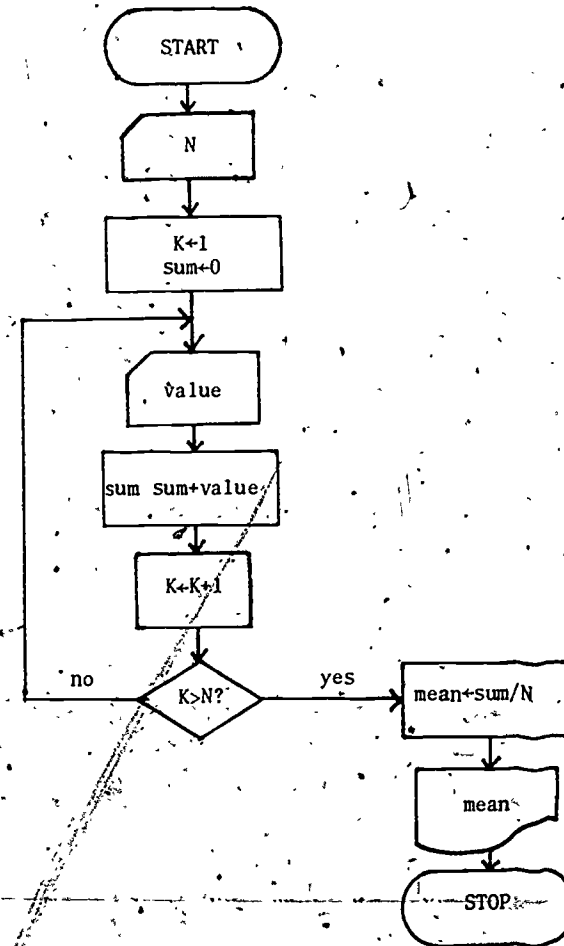 START
N
K←1
sum←0
value
sum sum+value
K←K+1
K>N?
no
yes
mean←sum/N
mean
STOP